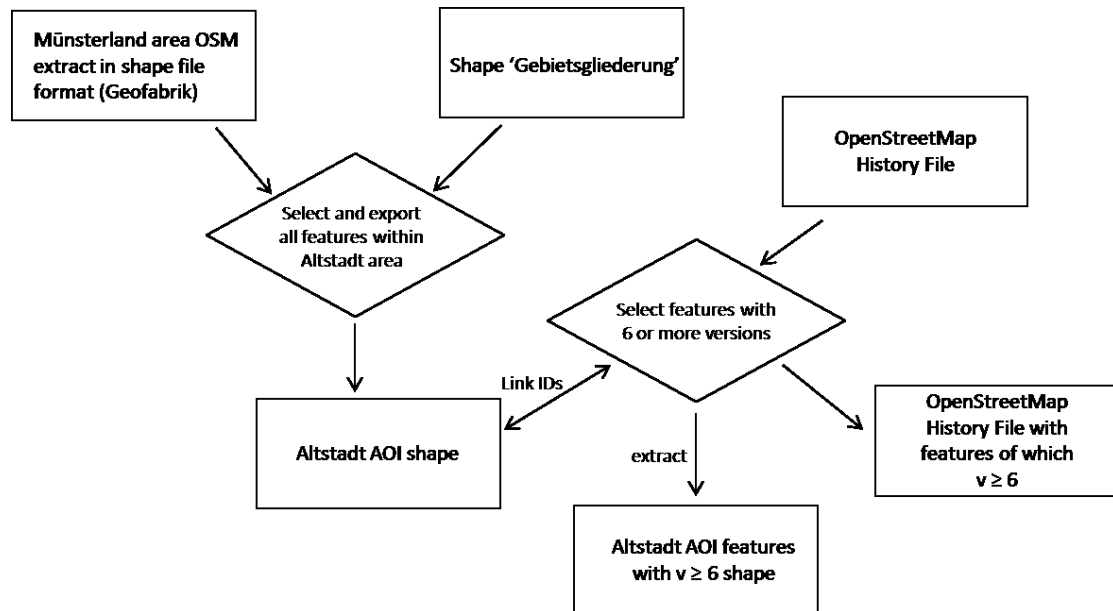 Münsterland area OSM
extract in shape file
format (Geofabrik)
Shape ‘Gebietsgliederung’
OpenStreetMap
History File
Select and export
all features within
Altstadt area
Select features with
6 or more versions
Link IDs
Altstadt AOI shape
extract
OpenStreetMap
History File with
features of which
v ≥ 6
Altstadt AOI features
with v ≥ 6 shape